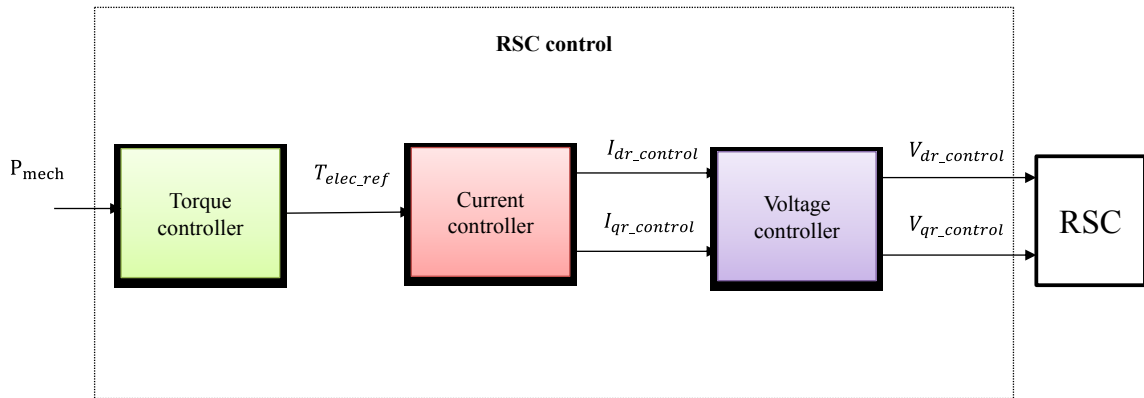 RSC control
P_mech
Torque
controller
T_elec_ref
Current
controller
I_dr_control
I_qr_control
Voltage
controller
V_dr_control
V_qr_control
RSC